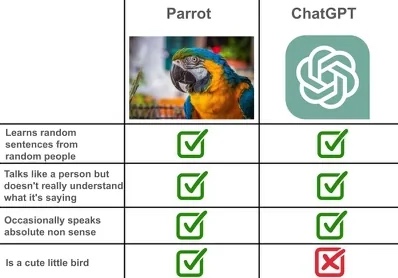 Parrot
ChatGPT
Learns random
sentences from
random people
Talks like a person but
doesn't really understand
what it's saying
Occasionally speaks
absolute non sense
Is a cute little bird